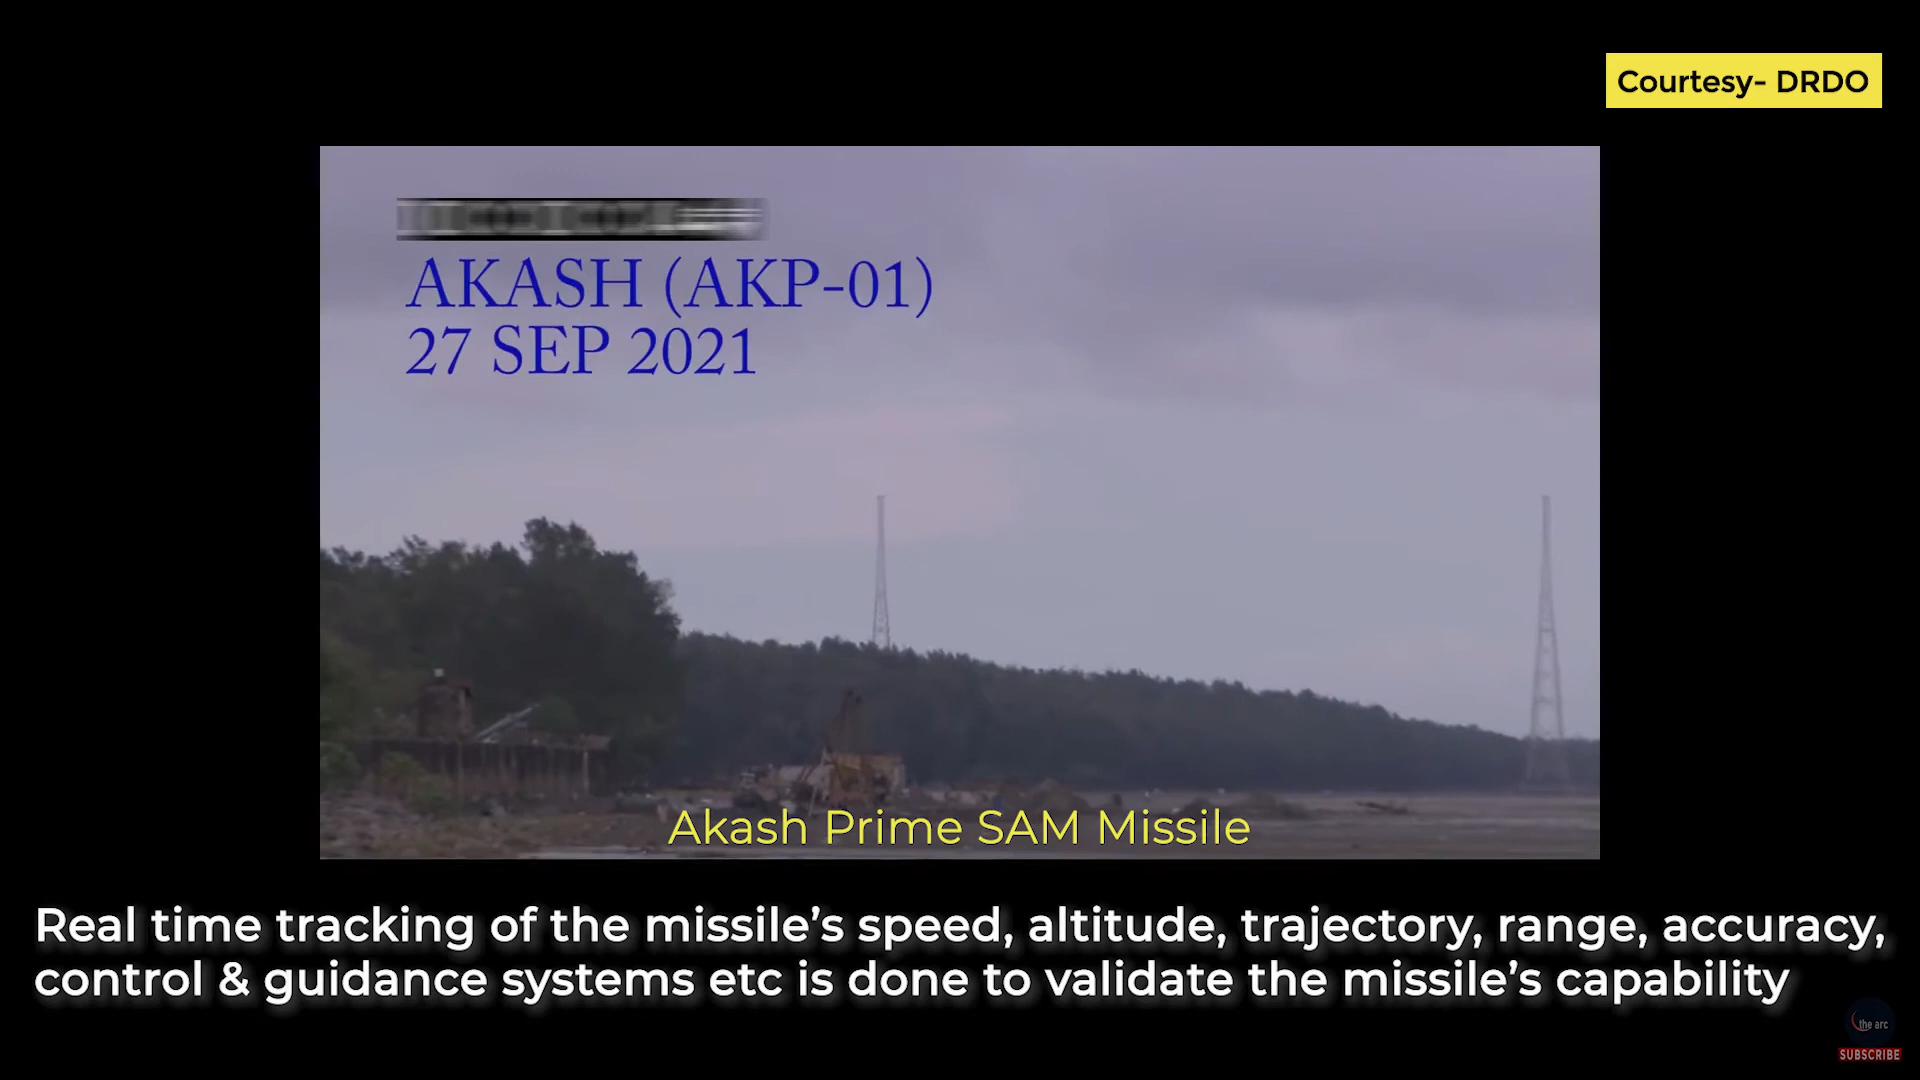 Courtesy- DRDO
AKASH (AKP-01)
27 SEP 2021
Akash Prime SAM Missile
Real time tracking of the missile’s speed, altitude, trajectory, range, accuracy,
control & guidance systems etc is done to validate the missile’s capability
the arc
SUBSCRIBE